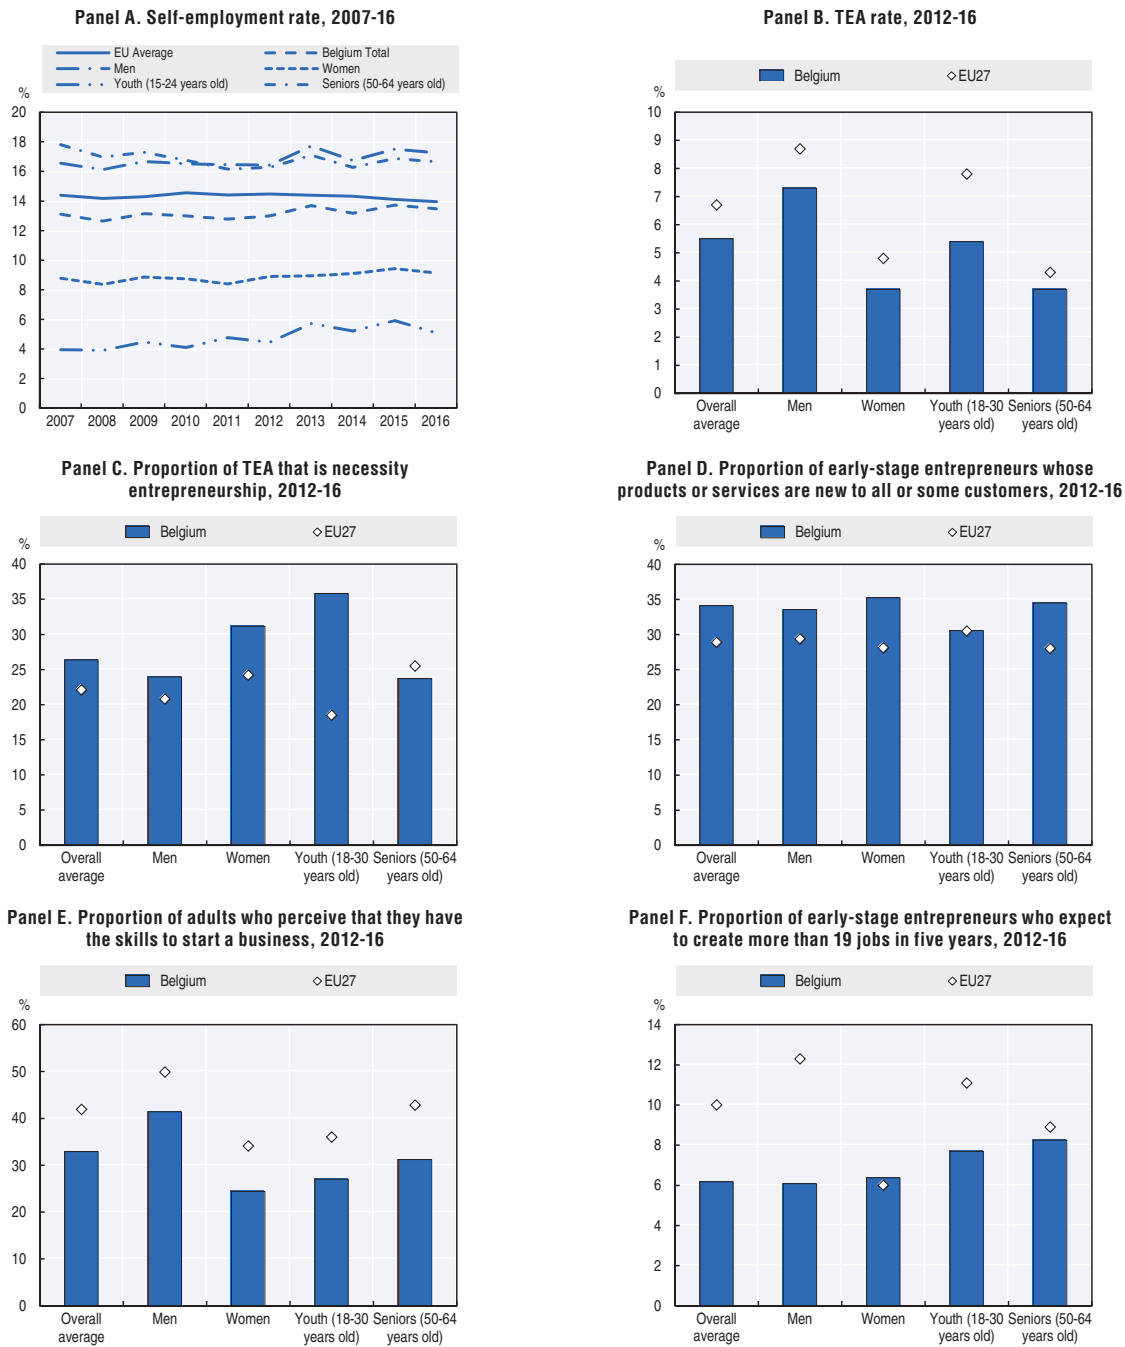 Panel A. Self-employment rate, 2007-16
EU Average
Belgium Total
Men
Women
Youth (15-24 years old)
Seniors (50-64 years old)
%
20
18
16
14
12
10
8
6
4
2
0
2007 2008 2009 2010 2011 2012 2013 2014 2015 2016
Panel B. TEA rate, 2012-16
Belgium
EU27
%
10
9
8
7
6
5
4
3
2
1
0
Overall average
Men
Women
Youth (18-30 years old)
Seniors (50-64 years old)
Panel C. Proportion of TEA that is necessity
entrepreneurship, 2012-16
Belgium
EU27
%
40
35
30
25
20
15
10
5
0
Overall average
Men
Women
Youth (18-30 years old)
Seniors (50-64 years old)
Panel D. Proportion of early-stage entrepreneurs whose
products or services are new to all or some customers, 2012-16
Belgium
EU27
%
40
35
30
25
20
15
10
5
0
Overall average
Men
Women
Youth (18-30 years old)
Seniors (50-64 years old)
Panel E. Proportion of adults who perceive that they have
the skills to start a business, 2012-16
Belgium
EU27
%
60
50
40
30
20
10
0
Overall average
Men
Women
Youth (18-30 years old)
Seniors (50-64 years old)
Panel F. Proportion of early-stage entrepreneurs who expect
to create more than 19 jobs in five years, 2012-16
Belgium
EU27
%
14
12
10
8
6
4
2
0
Overall average
Men
Women
Youth (18-30 years old)
Seniors (50-64 years old)